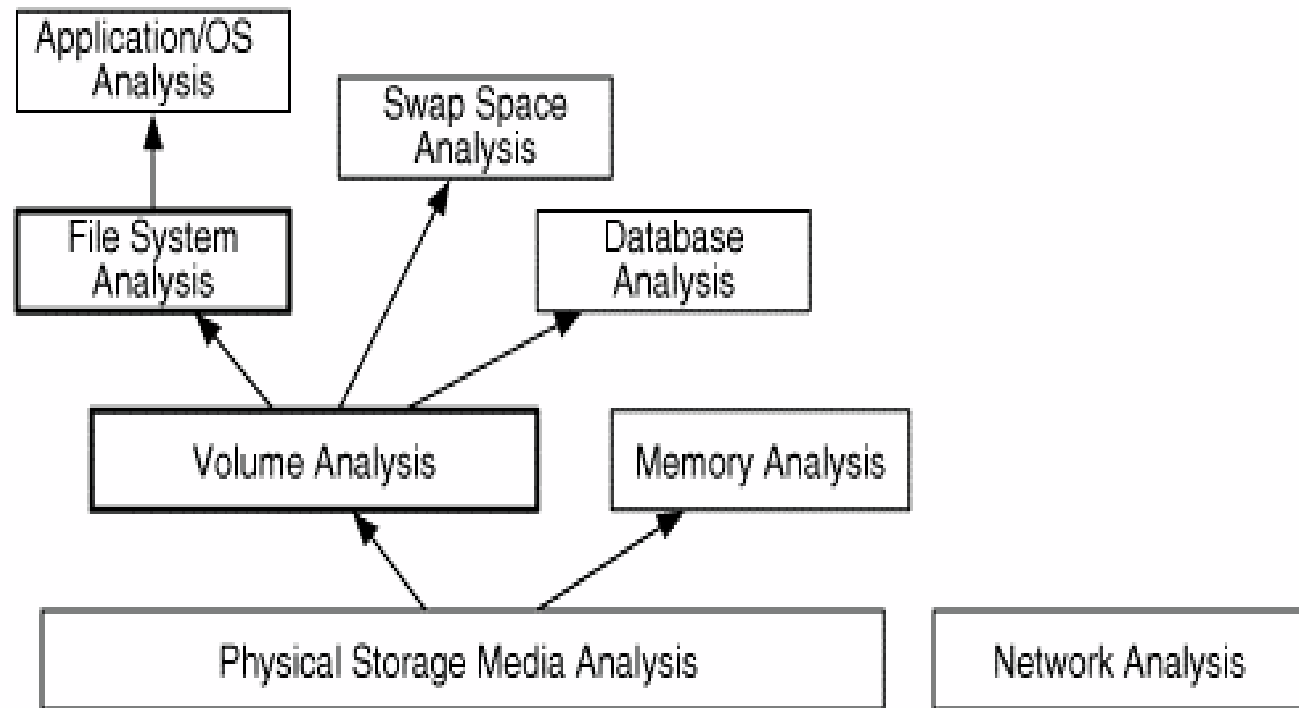 Application/OS
Analysis
Swap Space
Analysis
File System
Analysis
Database
Analysis
Volume Analysis
Memory Analysis
Physical Storage Media Analysis
Network Analysis